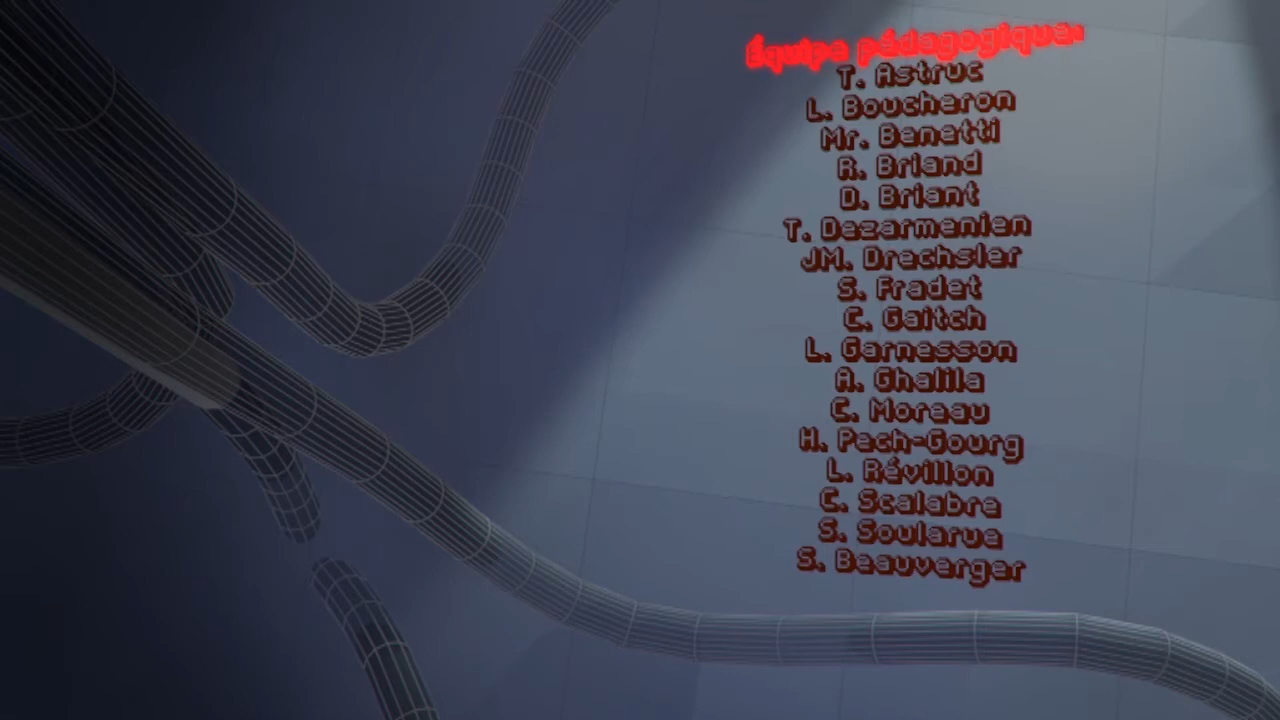 Équipe pédagogique:
T. Astruc
L. Boucheron
Mr. Benetti
R. Briand
D. Briant
T. Dezarmenien
JM. Drechsler
S. Fradet
C. Gaitch
L. Garnesson
A. Ghalila
C. Moreau
H. Pech-Gourg
L. Révillon
C. Scalabre
S. Soularue
S. Beauverger